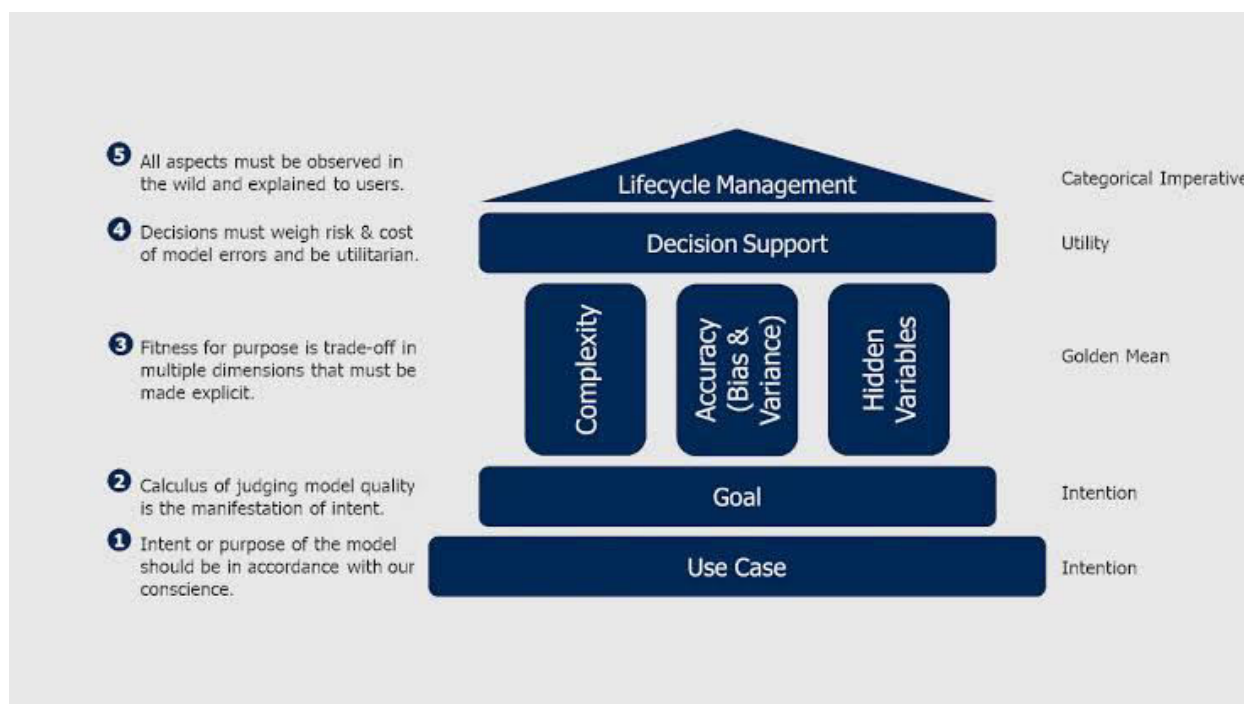 5 All aspects must be observed in
the wild and explained to users.
Lifecycle Management
Categorical Imperative
4 Decisions must weigh risk & cost
of model errors and be utilitarian.
Decision Support
Utility
3 Fitness for purpose is trade-off in
multiple dimensions that must be
made explicit.
Complexity
Accuracy
(Bias &
Variance)
Hidden
Variables
Golden Mean
2 Calculus of judging model quality
is the manifestation of intent.
Goal
Intention
1 Intent or purpose of the model
should be in accordance with our
conscience.
Use Case
Intention